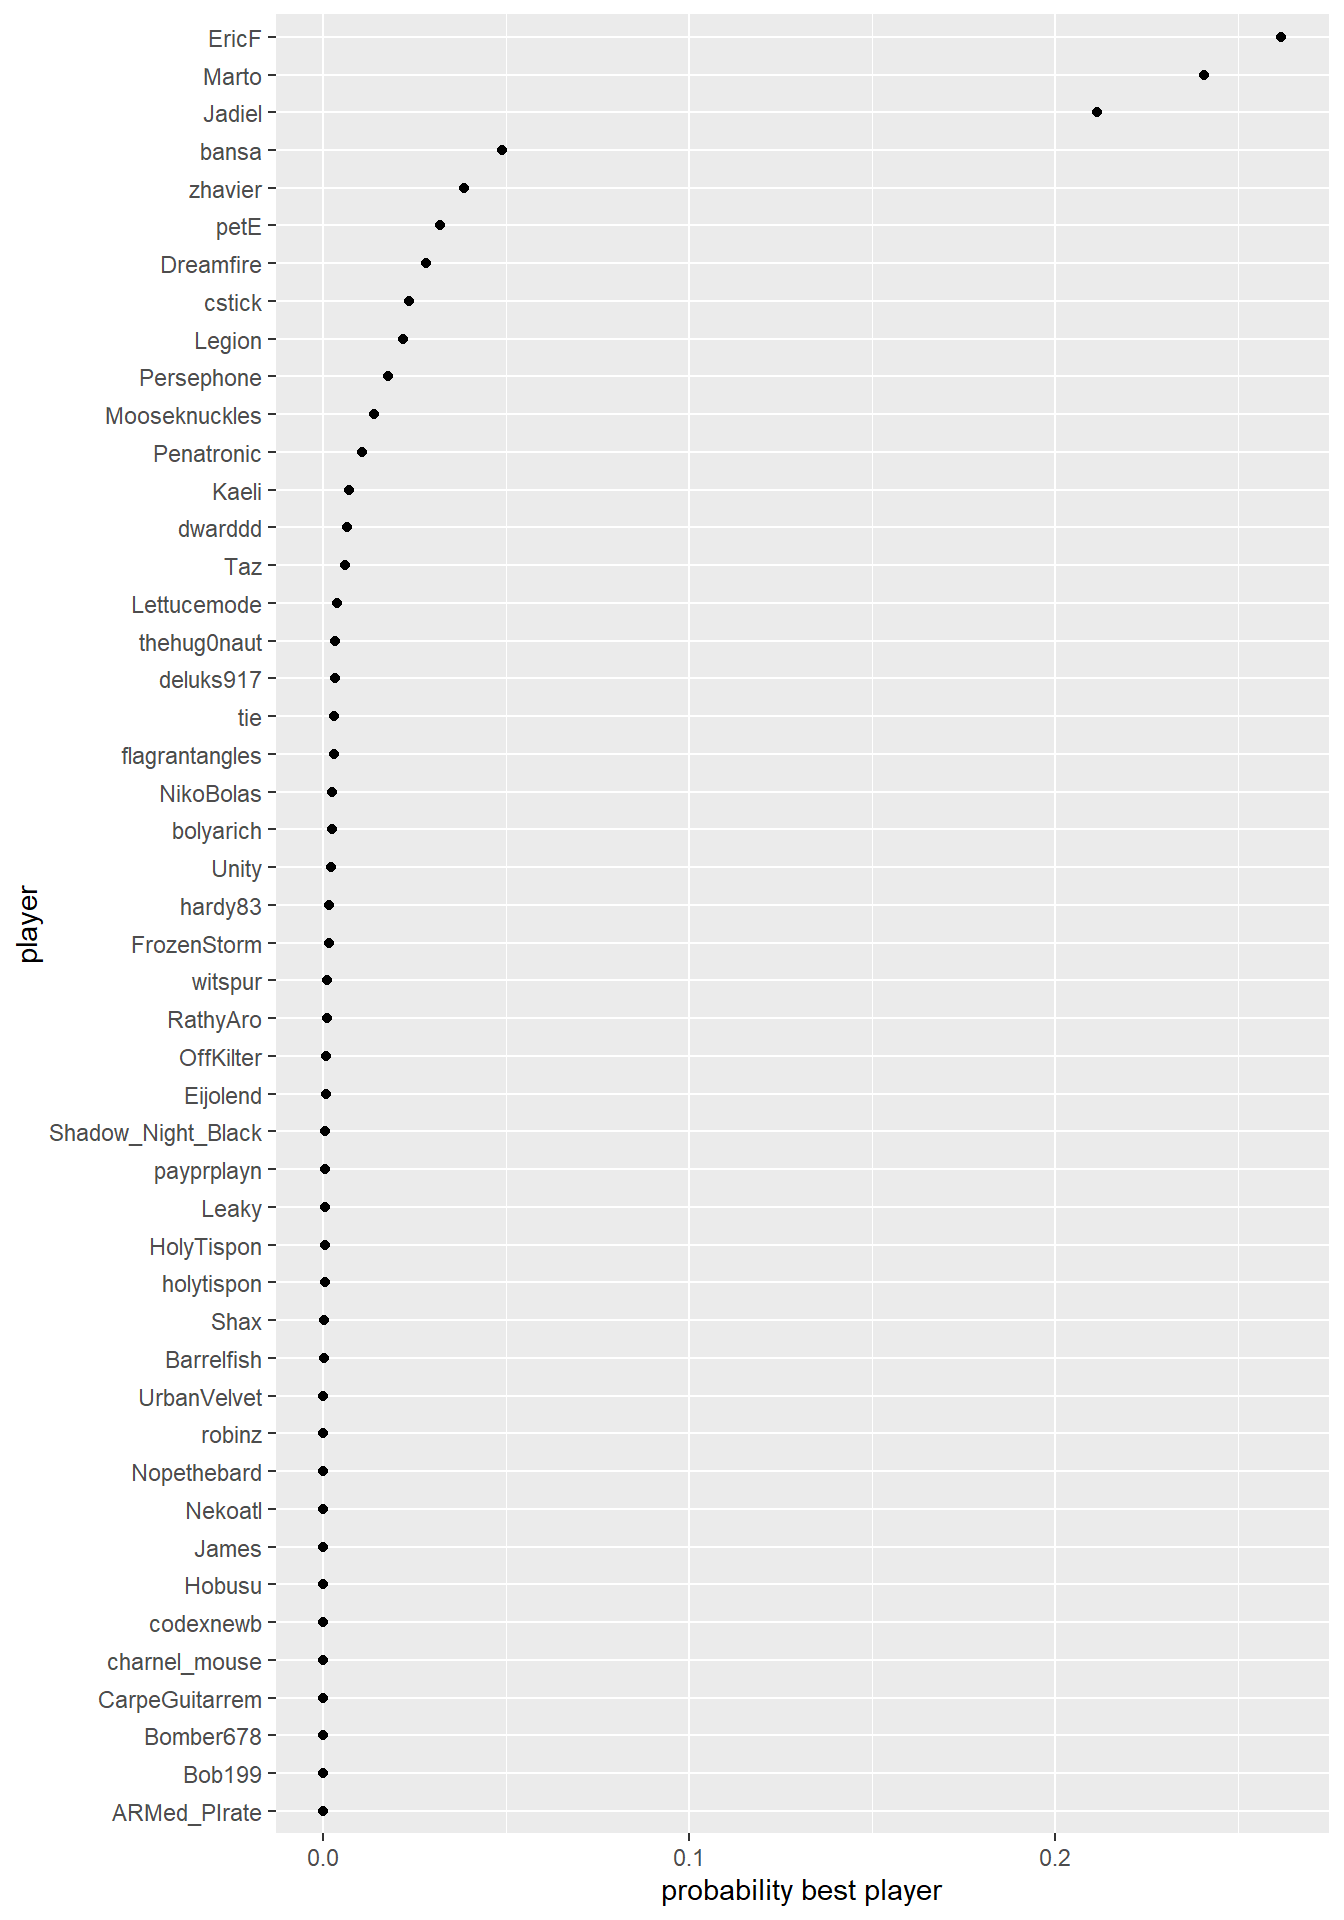 EricF
Marto
Jadiel
bansa
zhavier
petE
Dreamfire
cstick
Legion
Persephone
Mooseknuckles
Penatronic
Kaeli
dwarddd
Taz
Lettucemode
thehug0naut
deluks917
tie
flagrantangles
NikoBolas
bolyarich
Unity
hardy83
FrozenStorm
witspur
RathyAro
OffKilter
Eijolend
Shadow_Night_Black
payprplayn
Leaky
HolyTispon
holytispon
Shax
Barrelfish
UrbanVelvet
robinz
Nopethebard
Nekoatl
James
Hobusu
codexnewb
charnel_mouse
CarpeGuitarrem
Bomber678
Bob199
ARMed_PIrate
player
0.0 0.1 0.2
probability best player